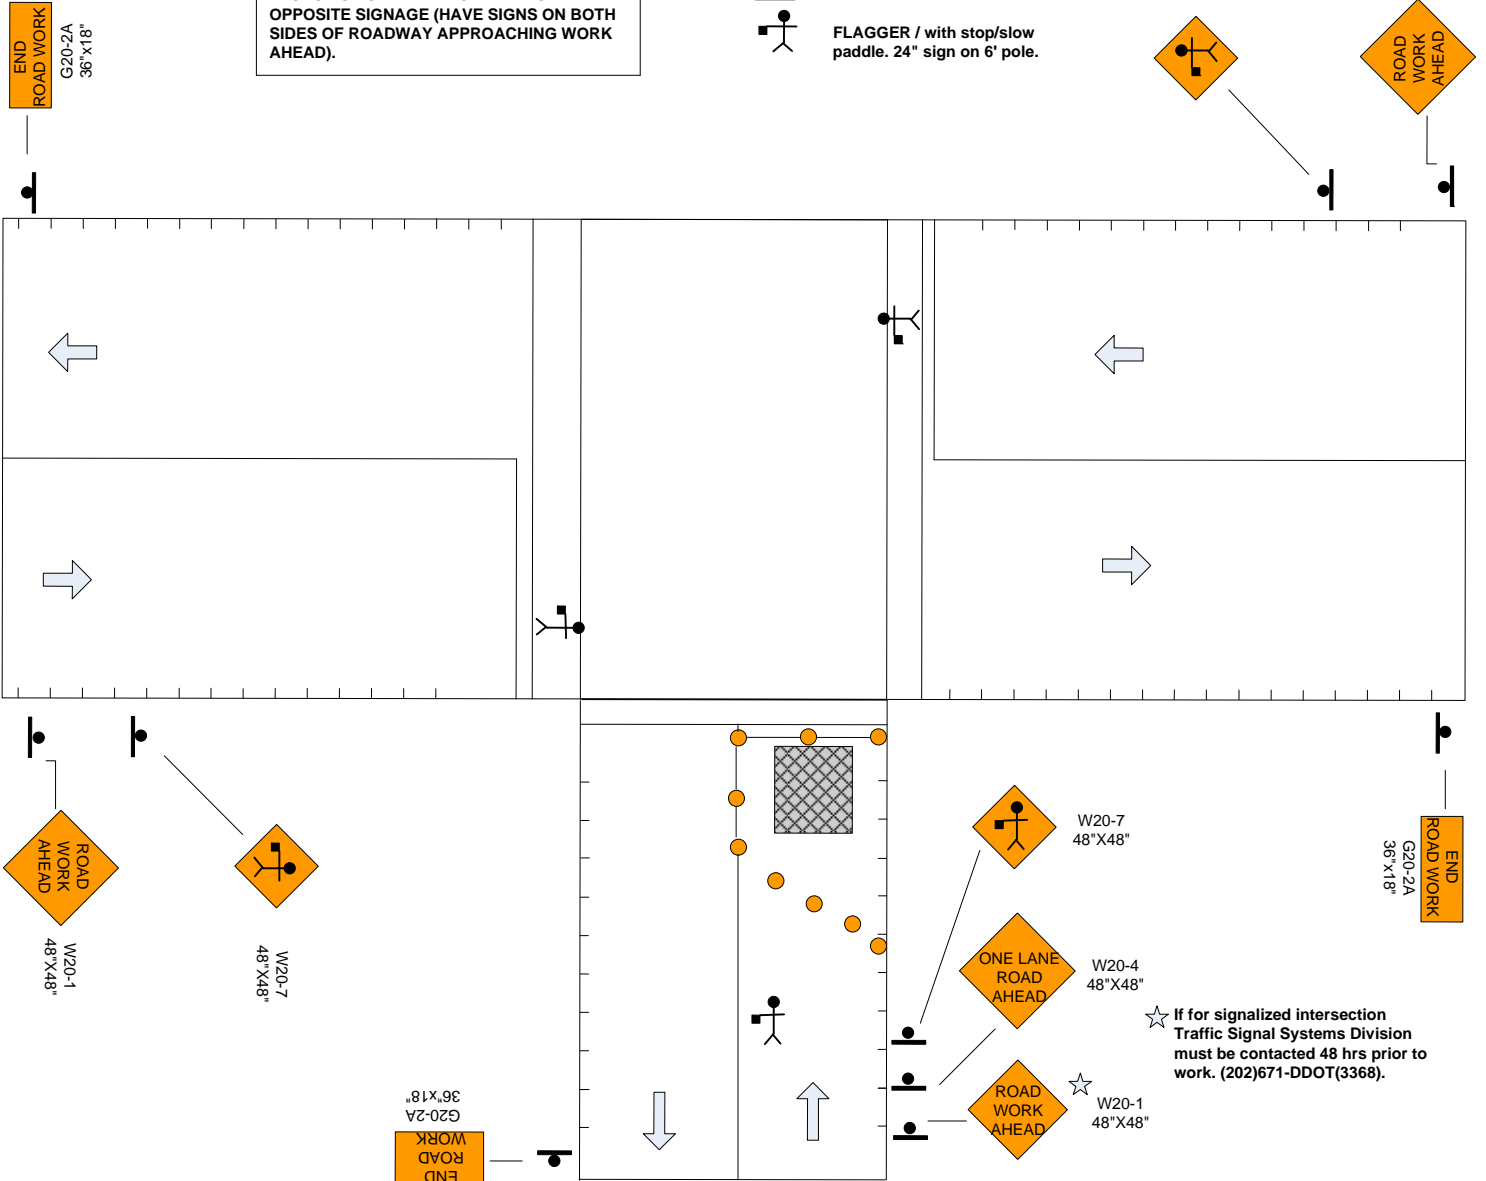 OPPOSITE SIGNAGE (HAVE SIGNS ON BOTH
SIDES OF ROADWAY APPROACHING WORK
AHEAD).
FLAGGER / with stop/slow
paddle. 24" sign on 6' pole.
END
ROAD WORK
G20-2A
36"x18"
ROAD
WORK
AHEAD
ROAD
WORK
AHEAD
W20-1
48"X48"
W20-7
48"X48"
W20-7
48"X48"
ONE LANE
ROAD
AHEAD
W20-4
48"X48"
ROAD
WORK
AHEAD
W20-1
48"X48"
If for signalized intersection
Traffic Signal Systems Division
must be contacted 48 hrs prior to
work. (202)671-DDOT(3368).
END
ROAD WORK
G20-2A
36"x18"
END
ROAD
WORK
G20-2A
36"x18"